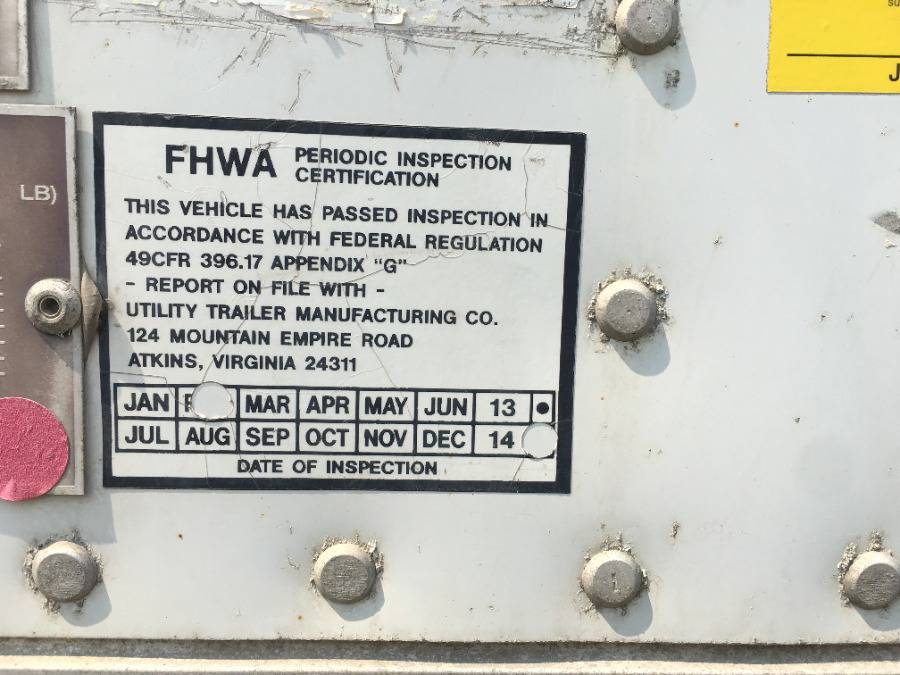 LB)
su
J
FHWA PERIODIC INSPECTION
CERTIFICATION
THIS VEHICLE HAS PASSED INSPECTION IN
ACCORDANCE WITH FEDERAL REGULATION
49CFR 396.17 APPENDIX "G"
- REPORT ON FILE WITH -
UTILITY TRAILER MANUFACTURING CO.
124 MOUNTAIN EMPIRE ROAD
ATKINS, VIRGINIA 24311
JAN F MAR APR MAY JUN 13 •
JUL AUG SEP OCT NOV DEC 14
DATE OF INSPECTION